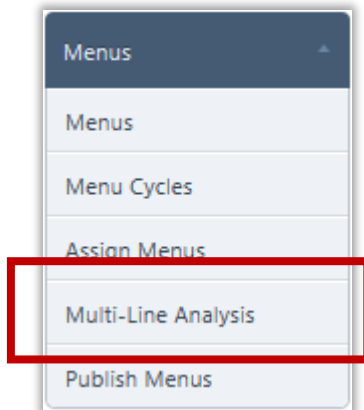 Menus
Menus
Menu Cycles
Assign Menus
Multi-Line Analysis
Publish Menus